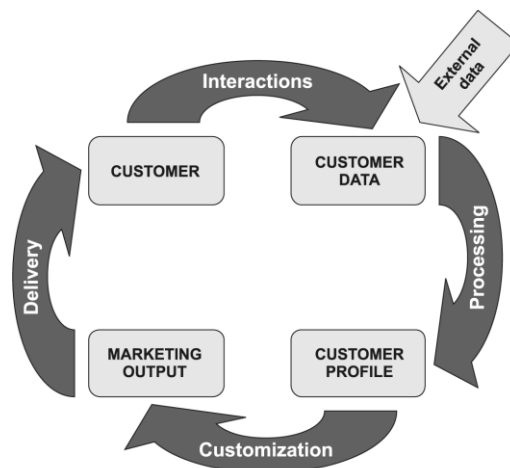 Interactions
External
data
CUSTOMER
CUSTOMER
DATA
Delivery
Processing
MARKETING
OUTPUT
CUSTOMER
PROFILE
Customization